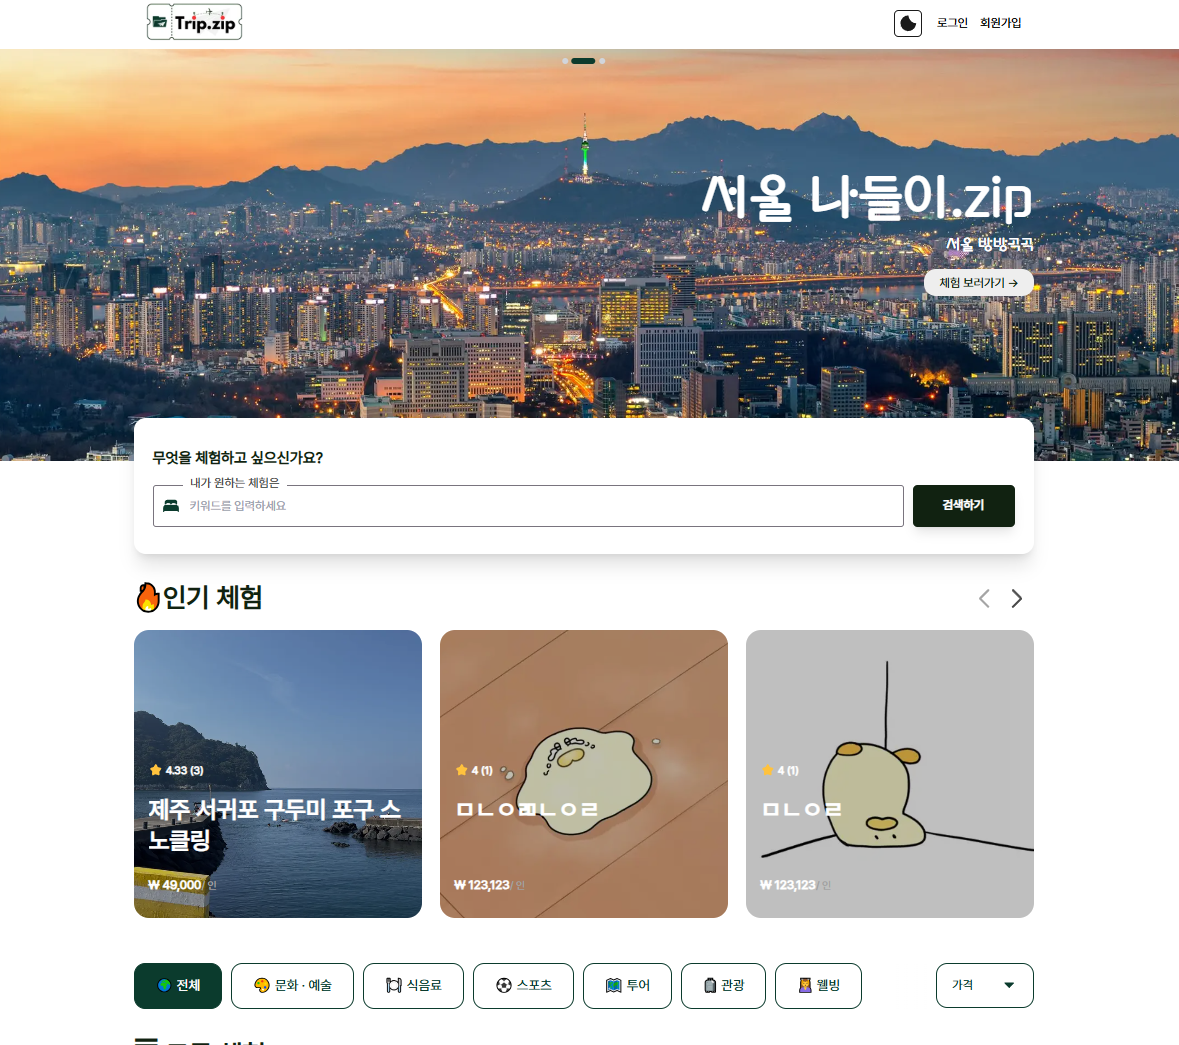 Trip.zip
로그인 회원가입
서울 나들이.zip
서울 방방곡곡
체험 보러가기 →
무엇을 체험하고 싶으신가요?
내가 원하는 체험은
키워드를 입력하세요
검색하기
인기 체험
4.33 (3)
제주 서귀포 구두미 포구 스
노클링
₩ 49,000 / 인
4 (1)
₩ 123,123 / 인
4 (1)
ㅁㄴㅇㄹ
₩ 123,123 / 인
전체
문화 · 예술
식음료
스포츠
투어
관광
웰빙
가격